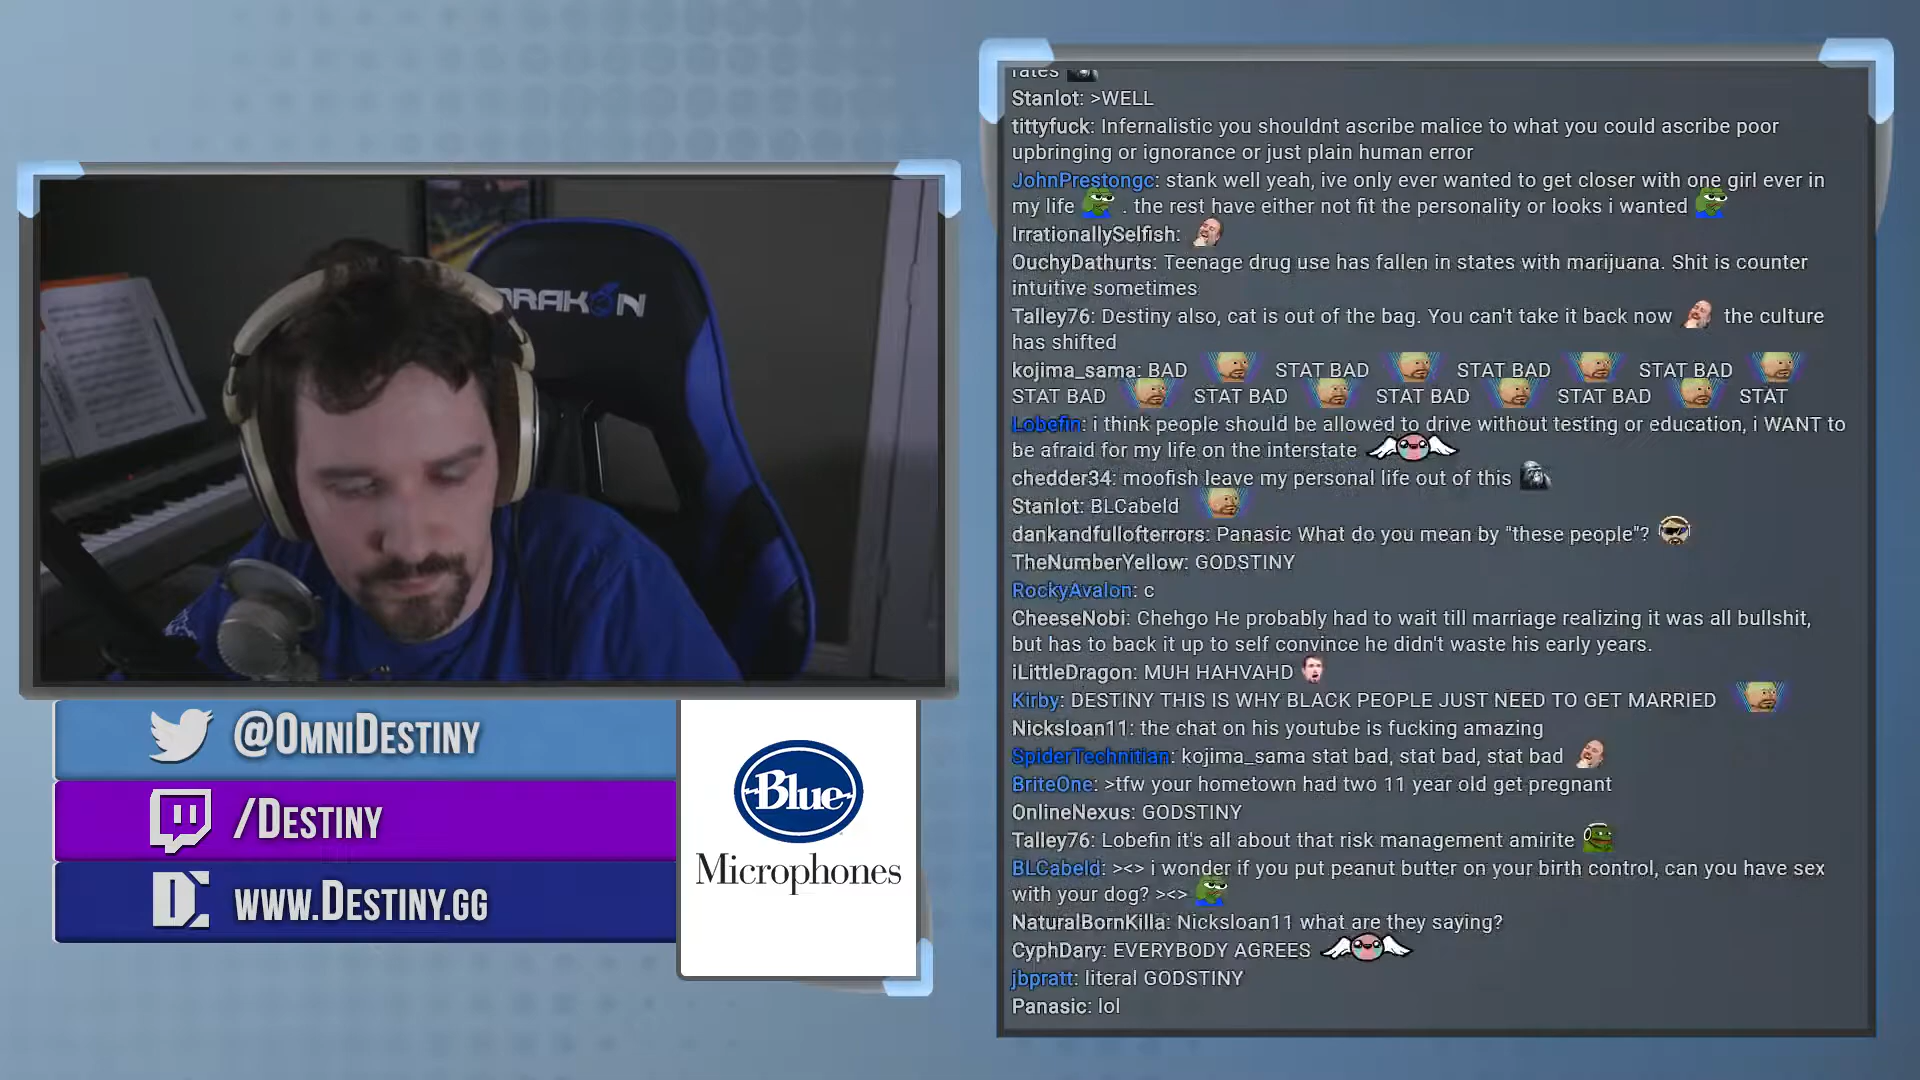 DRAKON
@OmniDestiny
/Destiny
www.Destiny.gg
Blue
Microphones
rates
Stanlot: >WELL
tittyfuck: Infernalistic you shouldnt ascribe malice to what you could ascribe poor
upbringing or ignorance or just plain human error
JohnPrestongc: stank well yeah, ive only ever wanted to get closer with one girl ever in
my life . the rest have either not fit the personality or looks i wanted
IrrationallySelfish:
OuchyDathurts: Teenage drug use has fallen in states with marijuana. Shit is counter
intuitive sometimes
Talley76: Destiny also, cat is out of the bag. You can't take it back now the culture
has shifted
kojima_sama: BAD STAT BAD STAT BAD STAT BAD
STAT BAD STAT BAD STAT BAD STAT BAD STAT
Lobefin: i think people should be allowed to drive without testing or education, i WANT to
be afraid for my life on the interstate
chedder34: moofish leave my personal life out of this
Stanlot: BLCabeld
dankandfullofterrors: Panasic What do you mean by "these people"?
TheNumberYellow: GODSTINY
RockyAvalon: c
CheeseNobi: Chehgo He probably had to wait till marriage realizing it was all bullshit,
but has to back it up to self convince he didn't waste his early years.
iLittleDragon: MUH HAHVAHD
Kirby: DESTINY THIS IS WHY BLACK PEOPLE JUST NEED TO GET MARRIED
Nicksloan11: the chat on his youtube is fucking amazing
SpiderTechnitian: kojima_sama stat bad, stat bad, stat bad
BriteOne: >tfw your hometown had two 11 year old get pregnant
OnlineNexus: GODSTINY
Talley76: Lobefin it's all about that risk management amirite
BLCabeld: ><> i wonder if you put peanut butter on your birth control, can you have sex
with your dog? ><>
NaturalBornKilla: Nicksloan11 what are they saying?
CyphDary: EVERYBODY AGREES
jbpratt: literal GODSTINY
Panasic: lol